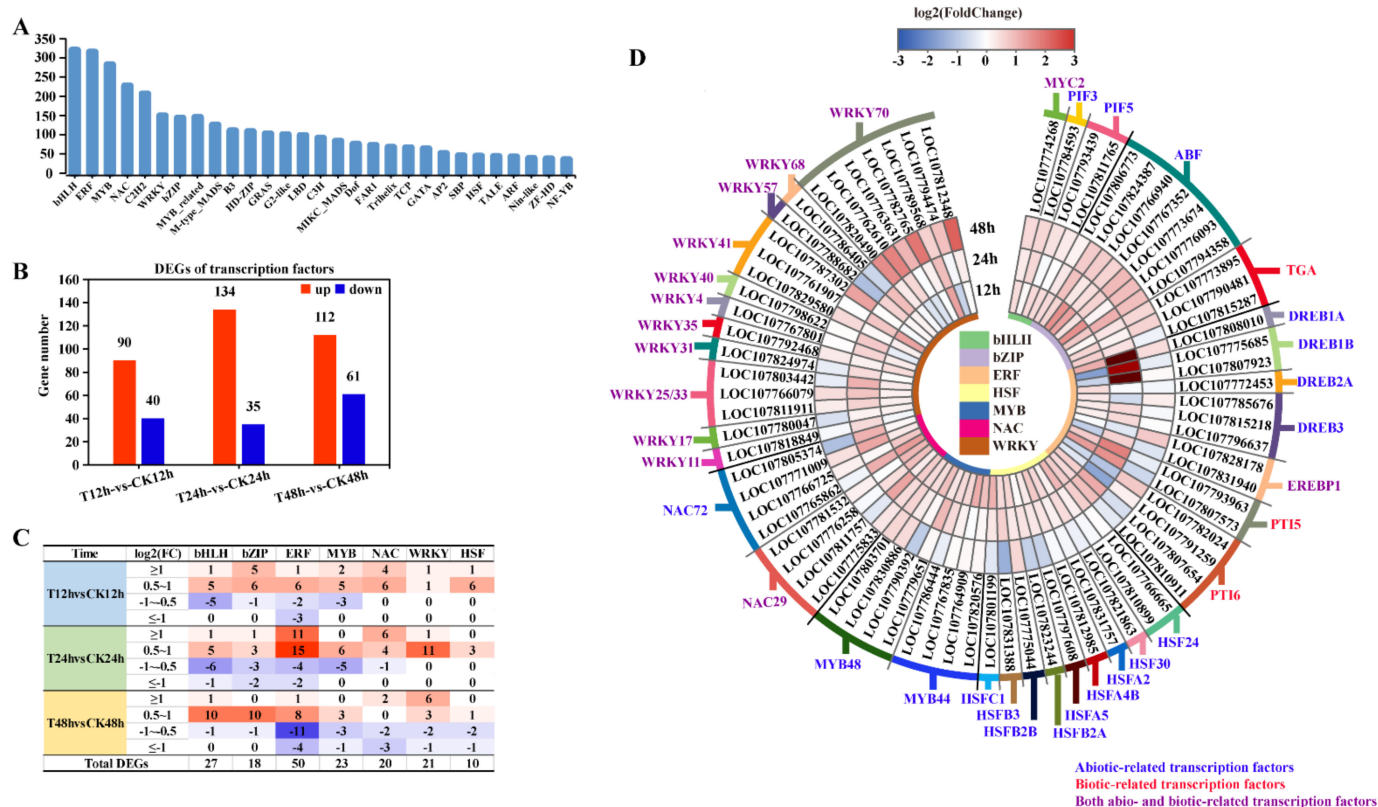 A
350
300
250
200
150
100
50
0
bHLH
ERF
MYB
NAC
C2H2
WRKY
bZIP
MYB_related
M-type_MADS
B3
HD-ZIP
GRAS
G2-like
LBD
C3H
MIKC_MADS
Dof
FAR1
Trihelix
TCP
GATA
AP2
SBP
HSF
TALE
ARF
Nin-like
ZF-HD
NF-YB
B
DEGs of transcription factors
up down
Gene number
160
140
120
100
80
60
40
20
0
90
40
134
35
112
61
T12h-vs-CK12h
T24h-vs-CK24h
T48h-vs-CK48h
C
Time log2(FC) bHLH bZIP ERF MYB NAC WRKY HSF
T12hvsCK12h
≥1 1 5 1 2 4 1 1
0.5~1 5 6 6 5 6 1 6
-1~-0.5 -5 -1 -2 -3 0 0 0
≤-1 0 0 -3 0 0 0
T24hvsCK24h
≥1 1 1 11 0 6 1 0
0.5~1 5 3 15 6 4 11 3
-1~-0.5 -6 -3 -4 -5 -1 0 0
≤-1 -1 -2 -2 0 0 0 0
T48hvsCK48h
≥1 1 0 1 0 2 6 0
0.5~1 10 10 8 3 0 3 1
-1~-0.5 -1 -1 -11 -3 -2 -2 -2
≤-1 0 0 -4 -1 -3 -1 -1
Total DEGs 27 18 50 23 20 21 10
D
log2(FoldChange)
-3 -2 -1 0 1 2 3
48h
24h
12h
bHLH
bZIP
ERF
HSF
MYB
NAC
WRKY
MYC2
PIF3
PIF5
ABF
TGA
DREB1A
DREB1B
DREB2A
DREB3
EREBP1
PTI5
PTI6
HSF24
HSF30
HSFA2
HSFA4B
HSFA5
HSFB2A
HSFB2B
HSFB3
HSFC1
MYB44
MYB48
NAC29
NAC72
WRKY11
WRKY17
WRKY25/33
WRKY31
WRKY35
WRKY4
WRKY40
WRKY41
WRKY57
WRKY68
WRKY70
LOC107774268
LOC107784593
LOC107793439
LOC107811765
LOC107806773
LOC107824387
LOC107766940
LOC107767352
LOC107773674
LOC107776093
LOC107794358
LOC107773895
LOC107790481
LOC107815287
LOC107808010
LOC107775685
LOC107807923
LOC107772453
LOC107785676
LOC107815218
LOC107796637
LOC107828178
LOC107831940
LOC107793963
LOC107807573
LOC107782024
LOC107791259
LOC107807654
LOC107810911
LOC107766665
LOC107810899
LOC107821863
LOC107831757
LOC107812985
LOC107797608
LOC107823244
LOC107775044
LOC107831388
LOC107801199
LOC107820576
LOC107764909
LOC107767835
LOC107786444
LOC107779651
LOC107790392
LOC107830886
LOC107803701
LOC107775833
LOC107811757
LOC107776258
LOC107781532
LOC107765862
LOC107766725
LOC107771009
LOC107805374
LOC107818849
LOC107780047
LOC107811911
LOC107766079
LOC107803442
LOC107824974
LOC107792468
LOC107767801
LOC107798622
LOC107829580
LOC107761907
LOC107787302
LOC107788682
LOC107786405
LOC107820490
LOC107762610
LOC107776363
LOC107782765
LOC107789568
LOC107794474
LOC107812348
Abiotic-related transcription factors
Biotic-related transcription factors
Both abio- and biotic-related transcription factors